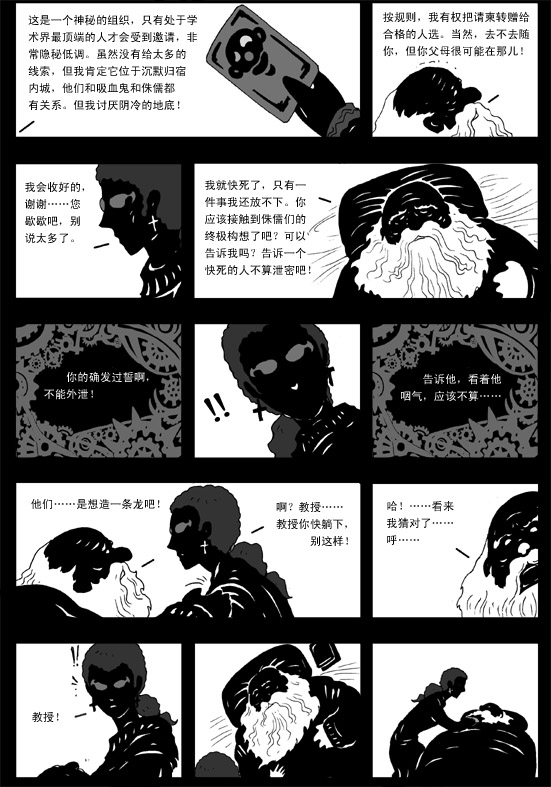 这是一个神秘的组织，只有处于学
术界最顶端的人才会受到邀请，非
常隐秘低调。虽然没有给太多的
线索，但我肯定它位于沉默归宿
内城，他们和吸血鬼和侏儒都
有关系。但我讨厌阴冷的地底！
按规则，我有权把请柬转赠给
合格的人选。当然，去不去随
你，但你父母很可能在那儿！
我会收好的，
谢谢……您
歇歇吧，别
说太多了。
我就快死了，只有一
件事我还放不下。你
应该接触到侏儒们的
终极构想了吧？可以
告诉我吗？告诉一个
快死的人不算泄密吧！
你的确发过誓啊，
不能外泄！
!!
告诉他，看着他
咽气，应该不算……
他们……是想造一条龙吧！
啊？教授……
教授你快躺下，
别这样！
哈！……看来
我猜对了……
呼……
教授！